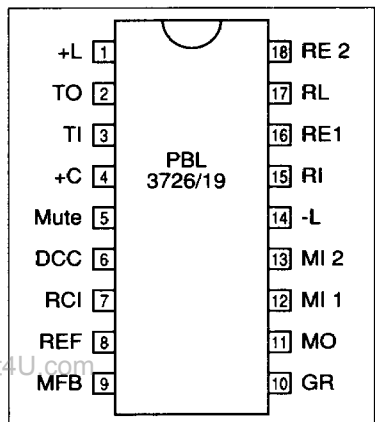 +L 1 18 RE 2
TO 2 17 RL
TI 3 16 RE1
PBL
3726/19
+C 4 15 RI
Mute 5 14 -L
DCC 6 13 MI 2
RCI 7 12 MI 1
REF 8 11 MO
t4U.com
MFB 9 10 GR